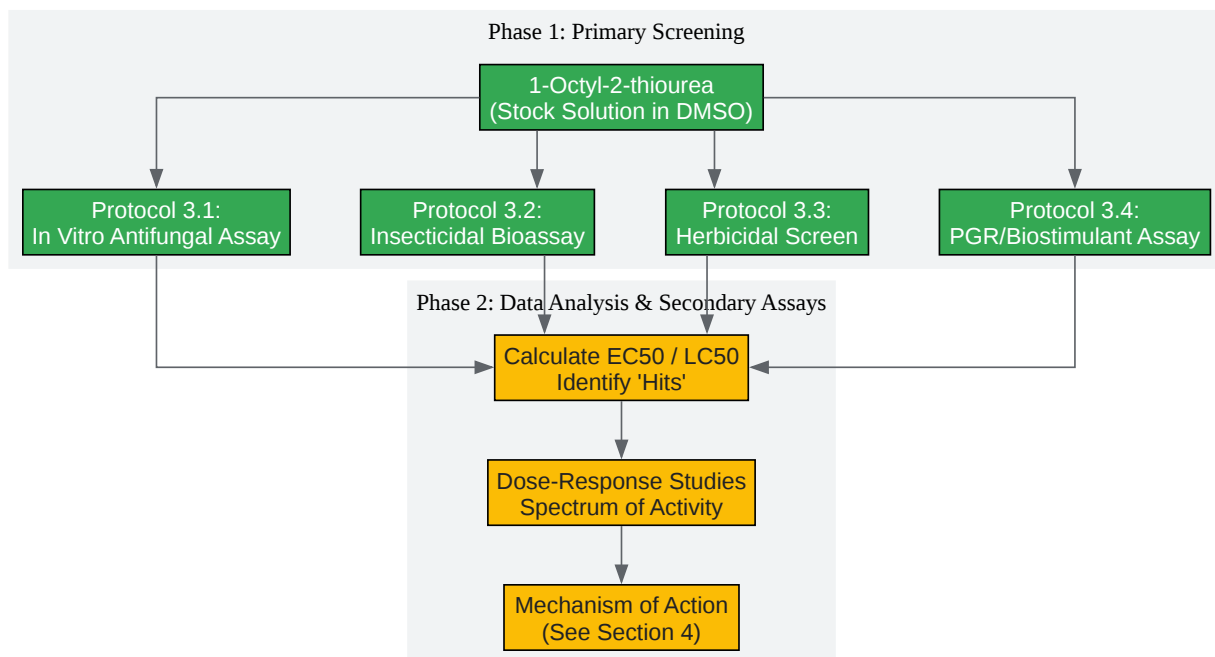 Phase 1: Primary Screening
1-Octyl-2-thiourea
(Stock Solution in DMSO)
Protocol 3.1:
In Vitro Antifungal Assay
Protocol 3.2:
Insecticidal Bioassay
Protocol 3.3:
Herbicidal Screen
Protocol 3.4:
PGR/Biostimulant Assay
Phase 2: Data Analysis & Secondary Assays
Calculate EC50 / LC50
Identify 'Hits'
Dose-Response Studies
Spectrum of Activity
Mechanism of Action
(See Section 4)